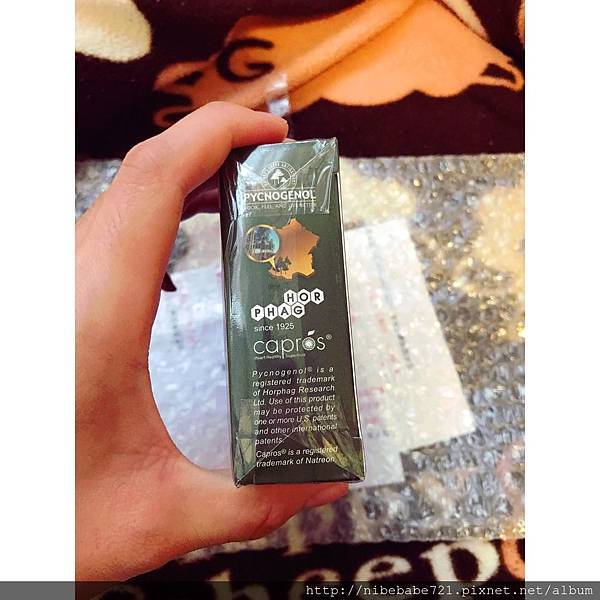 PYCNOGENOL®
HOR
PHAG
since 1925
capros®
Pycnogenol® is a
registered trademark
of Horphag Research
Ltd. Use of this product
may be protected by
one or more U.S. patents
and other international
patents.
Capros® is a registered
trademark of Natreon
http://nibebabe721.pixnet.net/album